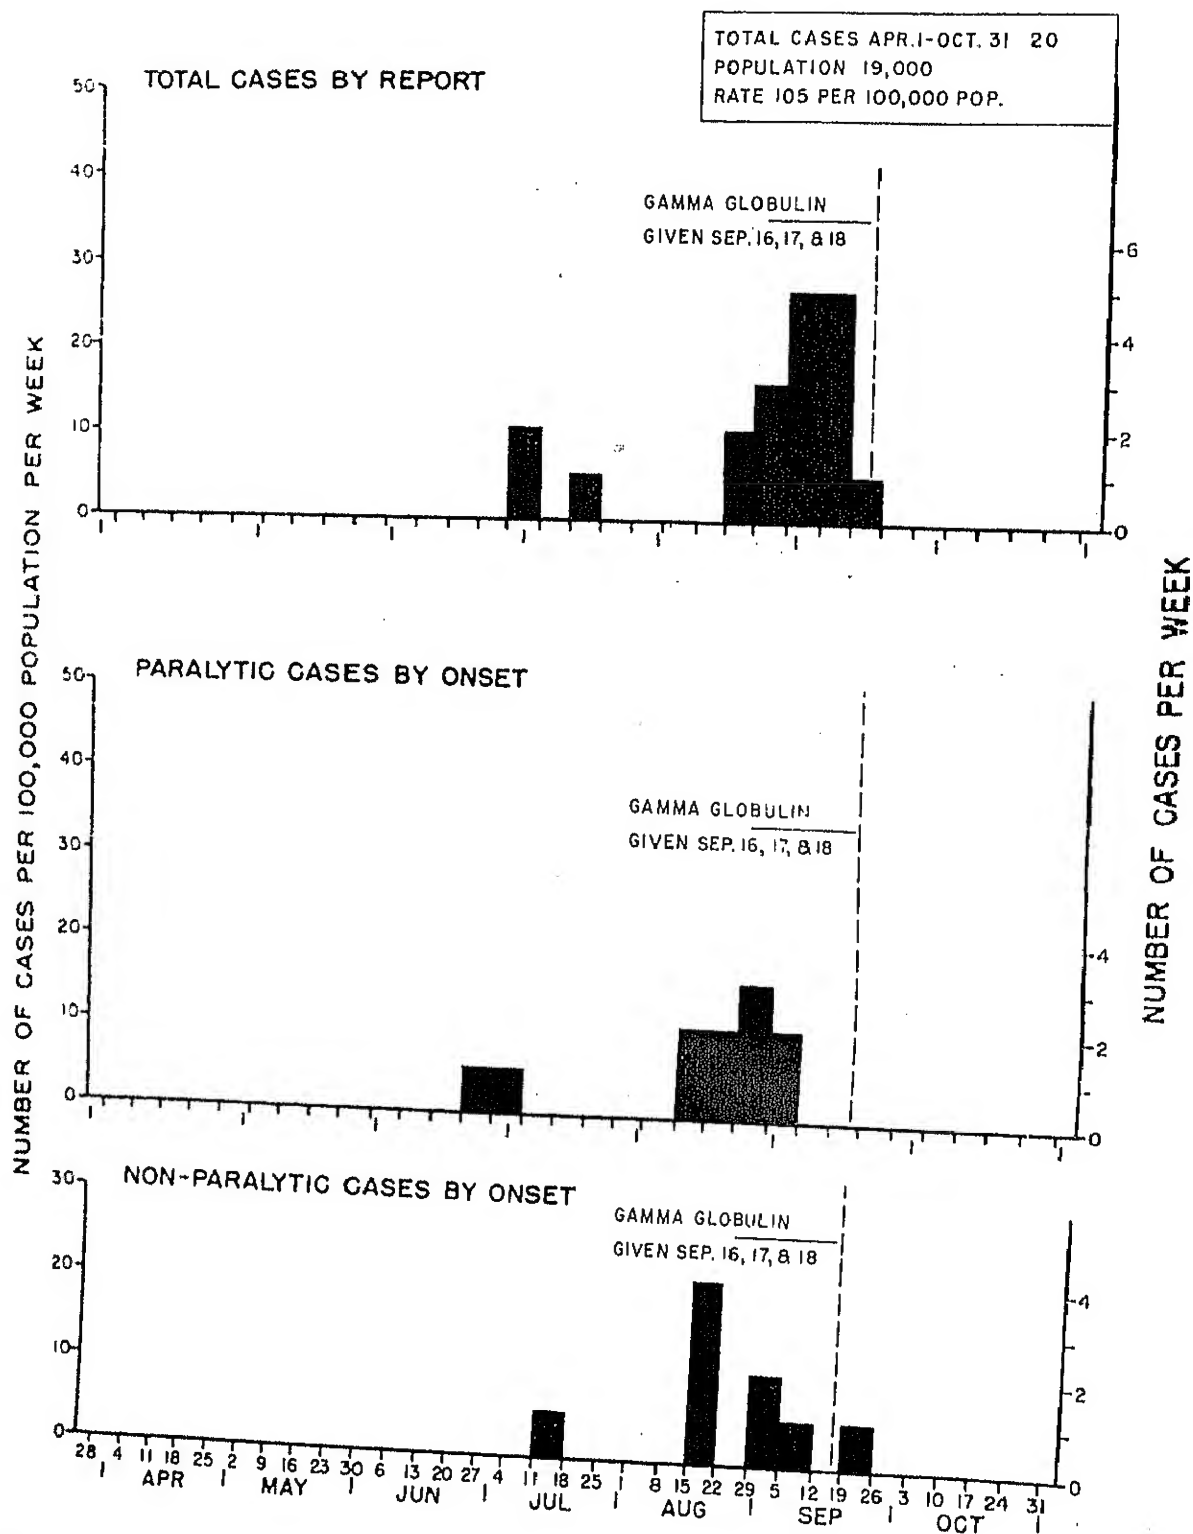 TOTAL CASES APR. 1-OCT. 31 20
POPULATION 19,000
RATE 105 PER 100,000 POP.
TOTAL CASES BY REPORT
50
40
30
20
10
0
GAMMA GLOBULIN
GIVEN SEP. 16, 17, & 18
6
4
2
0
NUMBER OF CASES PER 100,000 POPULATION PER WEEK
NUMBER OF CASES PER WEEK
PARALYTIC CASES BY ONSET
50
40
30
20
10
0
GAMMA GLOBULIN
GIVEN SEP. 16, 17, & 18
4
2
0
NON-PARALYTIC CASES BY ONSET
30
20
10
0
GAMMA GLOBULIN
GIVEN SEP. 16, 17, & 18
4
2
0
28 4 11 18 25 2 9 16 23 30 6 13 20 27 4 11 18 25 8 15 22 29 5 12 19 26 3 10 17 24 31
APR MAY JUN JUL AUG SEP OCT